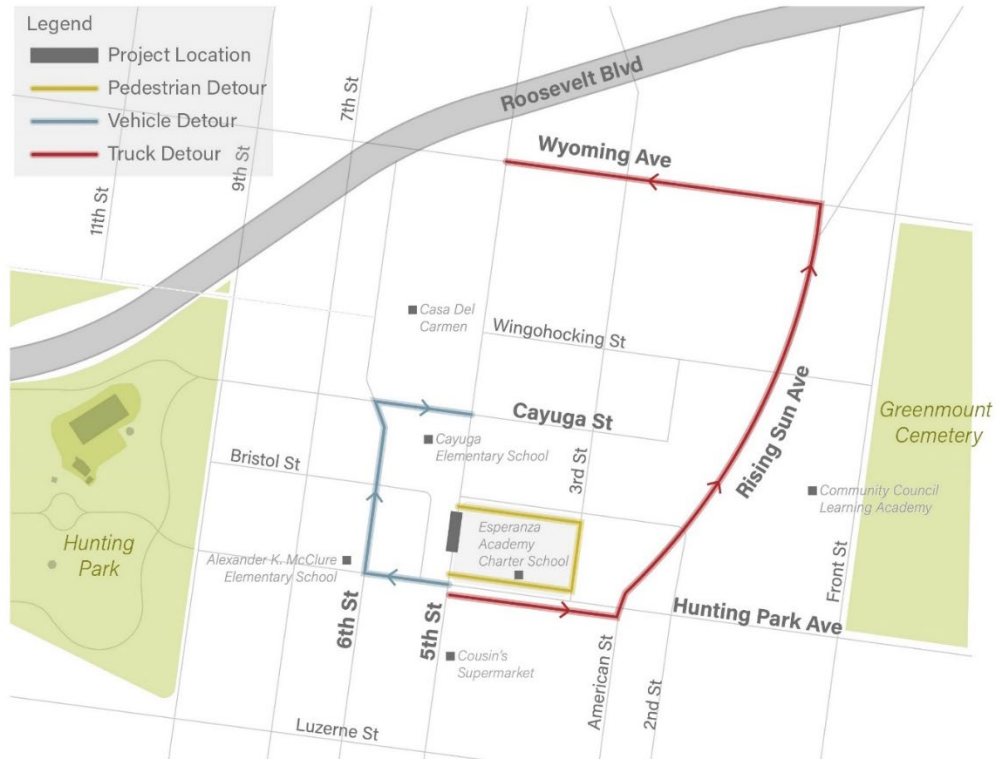 Legend
Project Location
Pedestrian Detour
Vehicle Detour
Truck Detour
11th St
9th St
7th St
Roosevelt Blvd
Wyoming Ave
Casa Del
Carmen
Wingohocking St
Cayuga St
Cayuga
Elementary School
Bristol St
3rd St
Rising Sun Ave
Greenmount
Cemetery
Community Council
Learning Academy
Esperanza
Academy
Charter School
Hunting
Park
Alexander K. McClure
Elementary School
6th St
5th St
Hunting Park Ave
Front St
Cousin's
Supermarket
American St
2nd St
Luzerne St